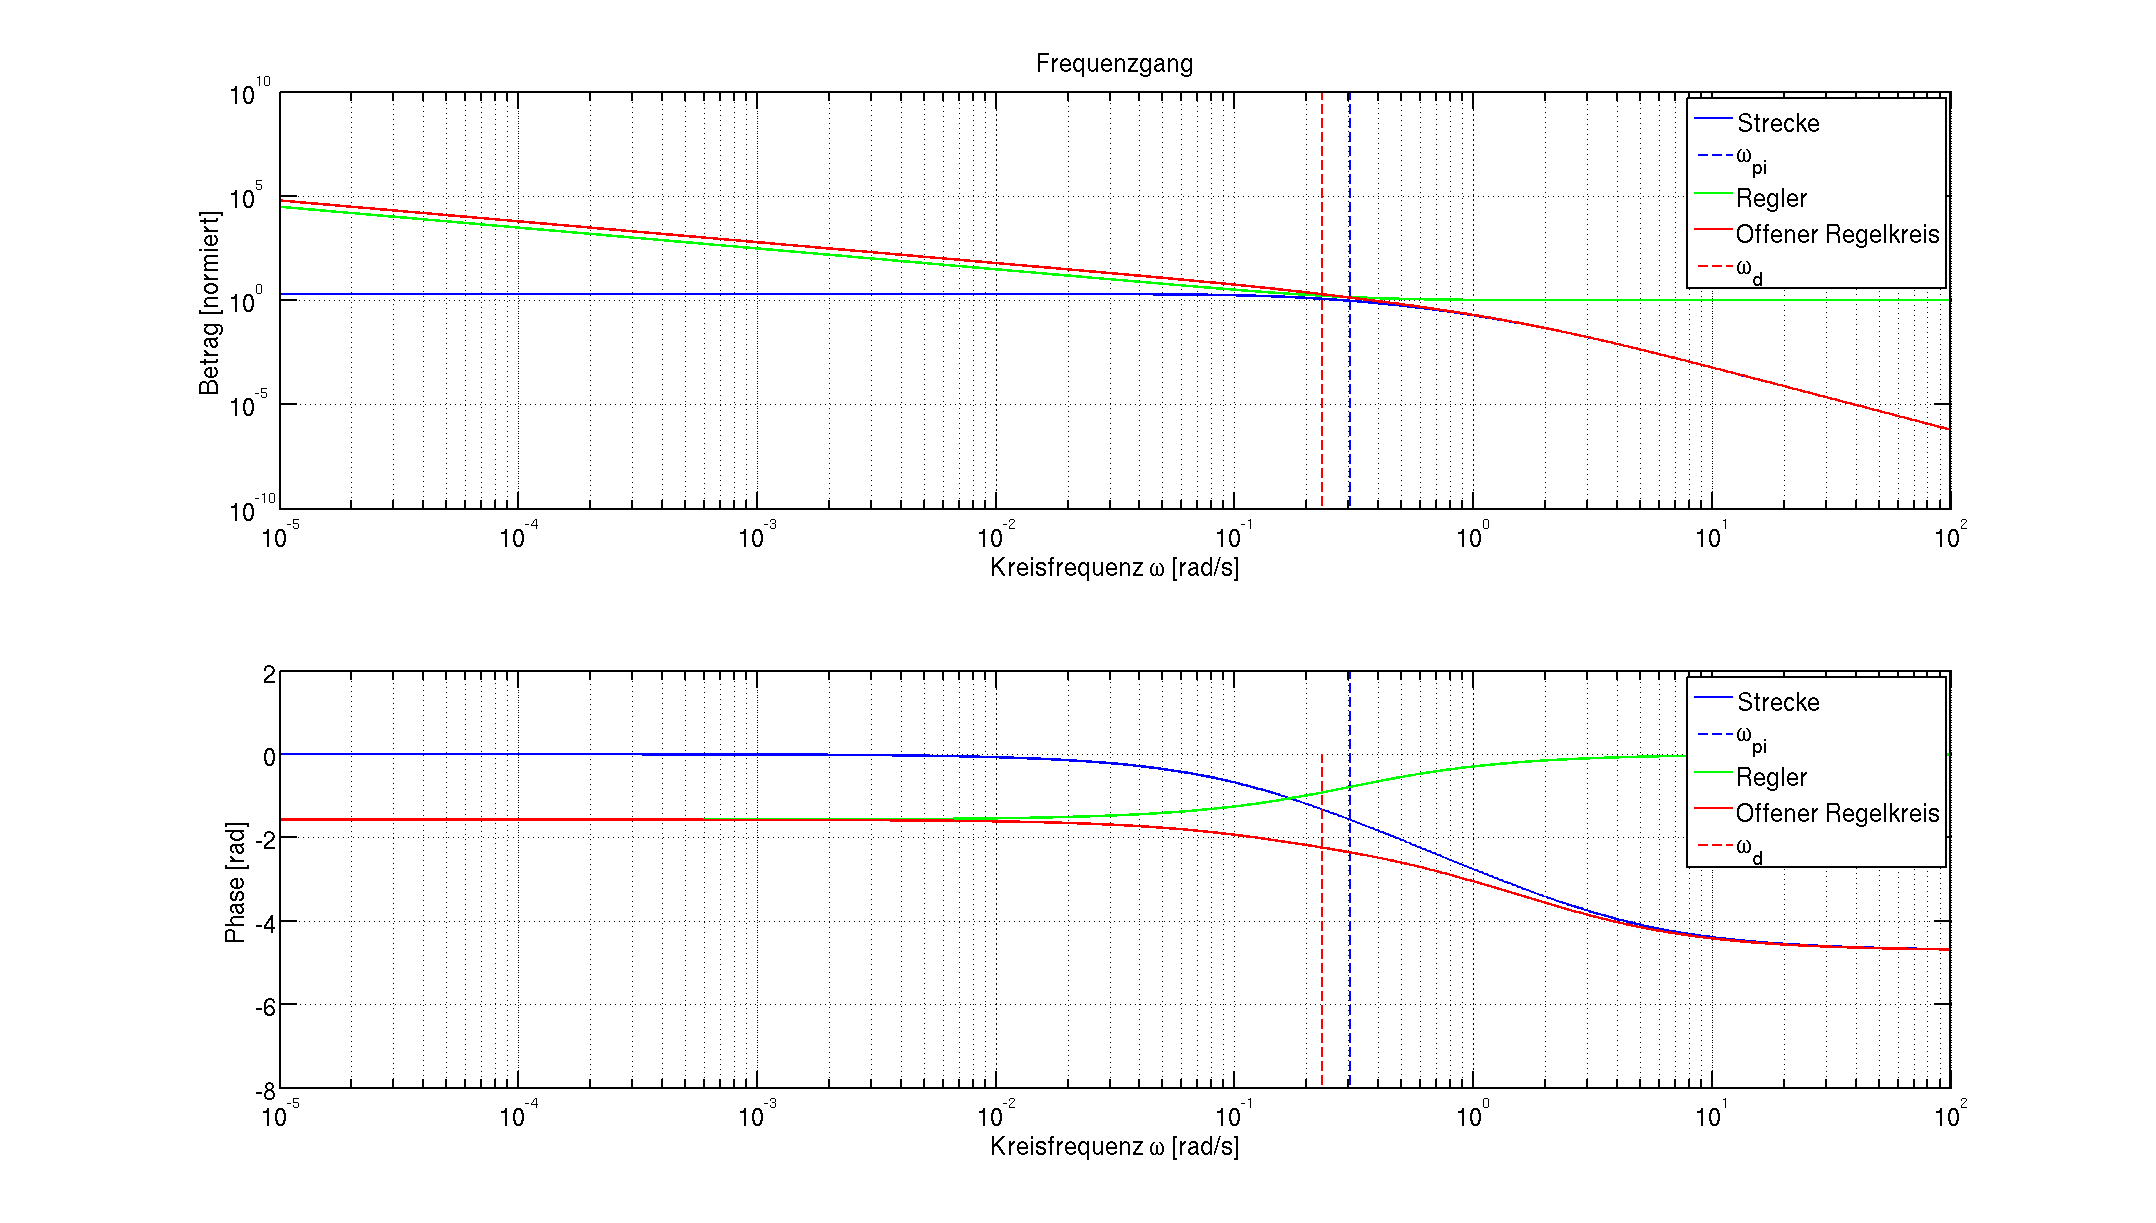 Frequenzgang
Betrag [normiert]
10^10
10^5
10^0
10^-5
10^-10
Strecke
ω_pi
Regler
Offener Regelkreis
ω_d
10^-5 10^-4 10^-3 10^-2 10^-1 10^0 10^1 10^2
Kreisfrequenz ω [rad/s]
Phase [rad]
2
0
-2
-4
-6
-8
Strecke
ω_pi
Regler
Offener Regelkreis
ω_d
10^-5 10^-4 10^-3 10^-2 10^-1 10^0 10^1 10^2
Kreisfrequenz ω [rad/s]